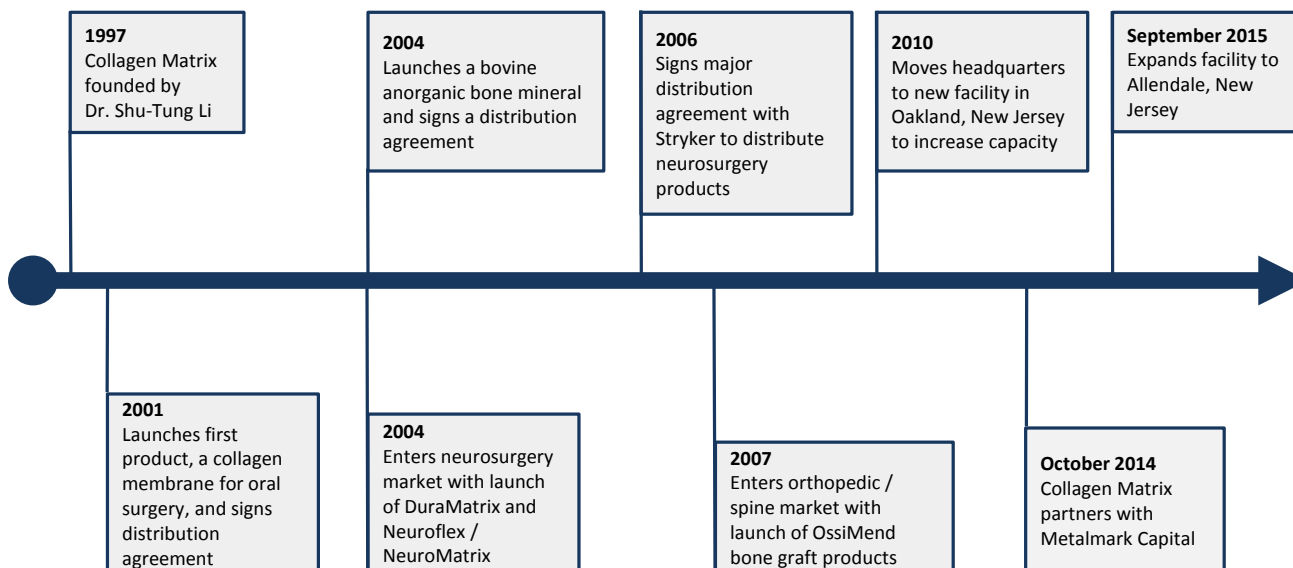 1997
Collagen Matrix
founded by
Dr. Shu-Tung Li
2004
Launches a bovine
anorganic bone mineral
and signs a distribution
agreement
2006
Signs major
distribution
agreement with
Stryker to distribute
neurosurgery
products
2010
Moves headquarters
to new facility in
Oakland, New Jersey
to increase capacity
September 2015
Expands facility to
Allendale, New
Jersey
2001
Launches first
product, a collagen
membrane for oral
surgery, and signs
distribution
agreement
2004
Enters neurosurgery
market with launch
of DuraMatrix and
Neuroflex /
NeuroMatrix
2007
Enters orthopedic /
spine market with
launch of OssiMend
bone graft products
October 2014
Collagen Matrix
partners with
Metalmark Capital